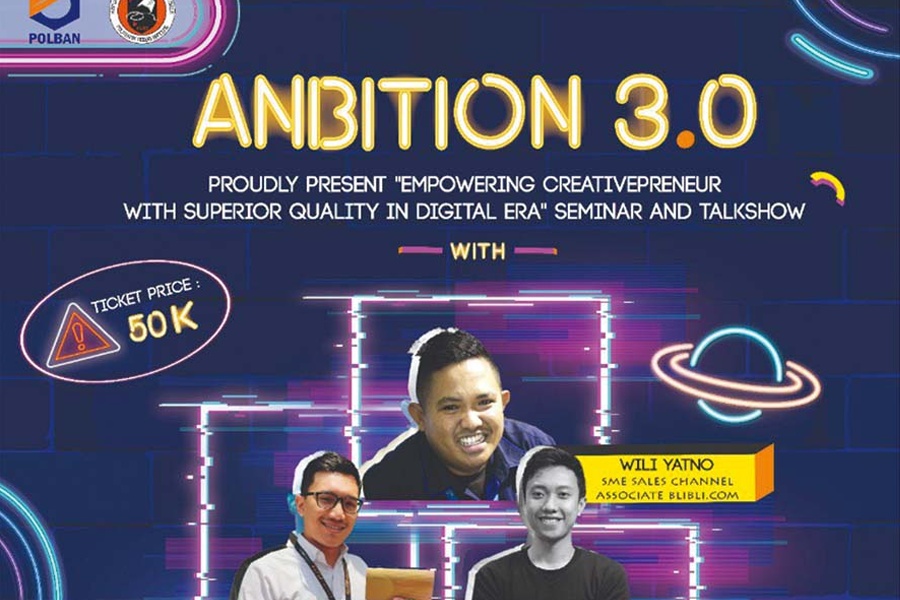 POLBAN
ANBITION 3.0
PROUDLY PRESENT "EMPOWERING CREATIVEPRENEUR
WITH SUPERIOR QUALITY IN DIGITAL ERA" SEMINAR AND TALKSHOW
WITH
TICKET PRICE :
50K
WILI YATNO
SME SALES CHANNEL
ASSOCIATE BLIBLI.COM